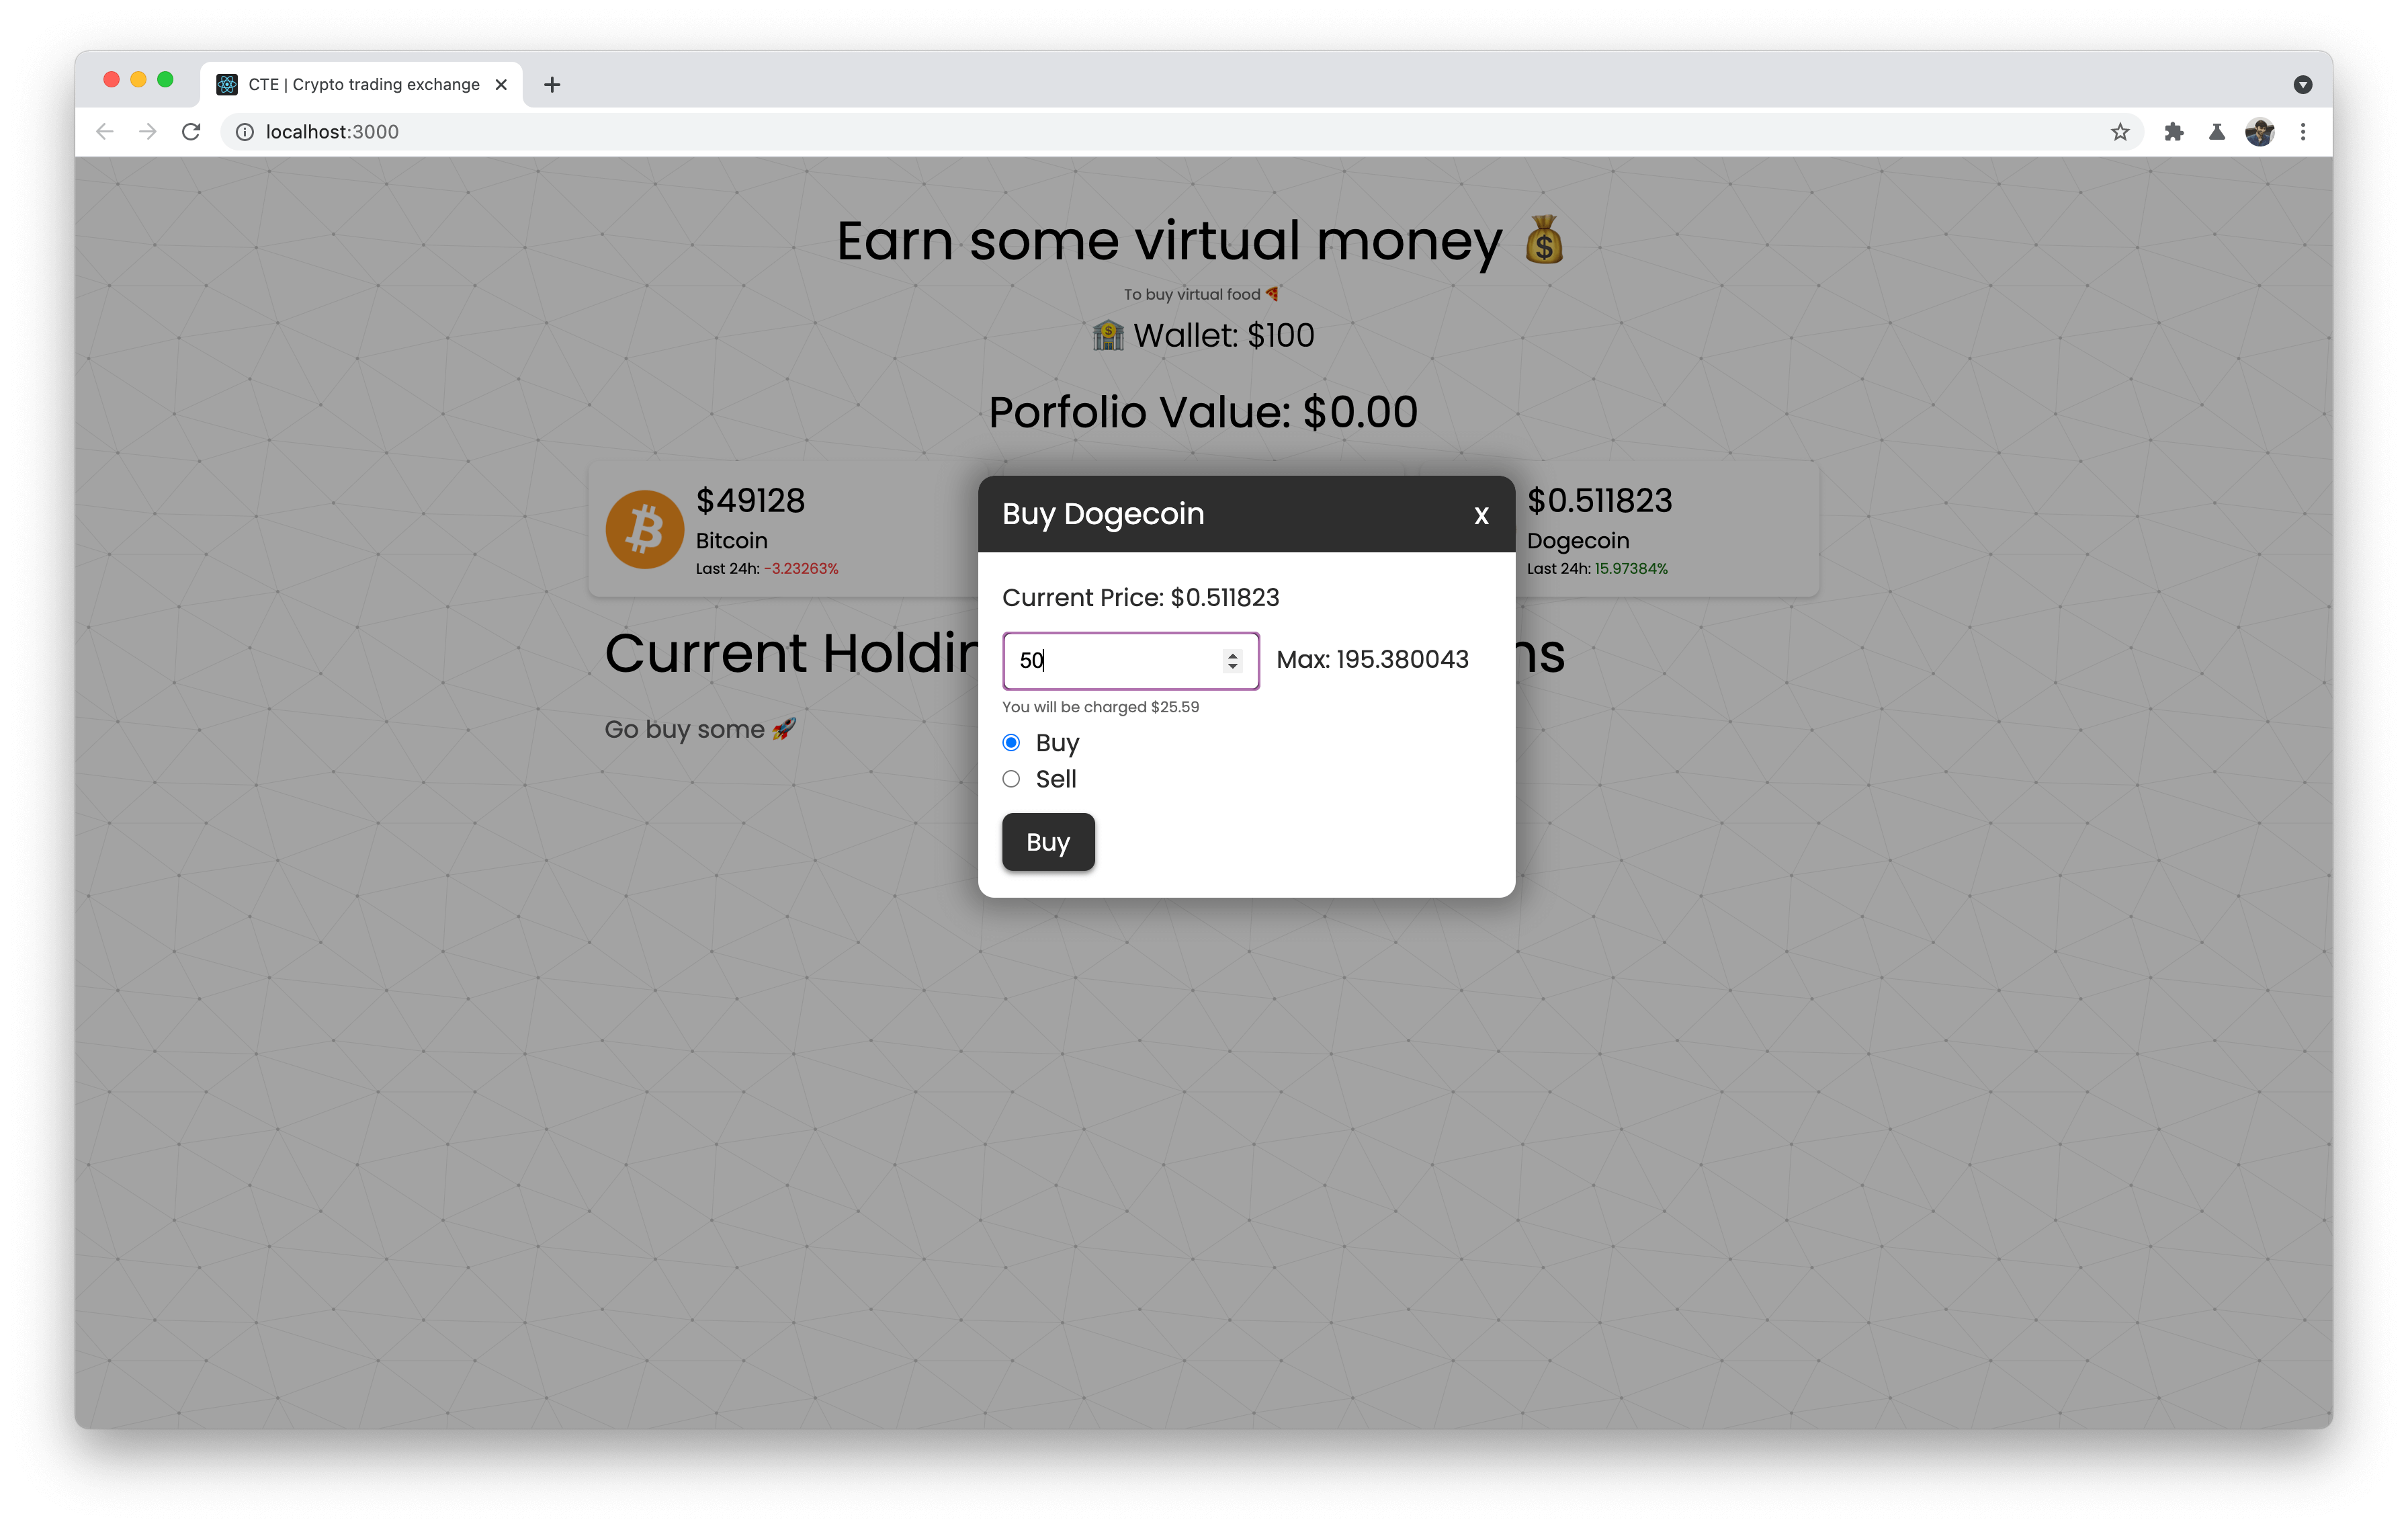 CTE | Crypto trading exchange
localhost:3000
Earn some virtual money 💰
To buy virtual food 🍕
🏦 Wallet: $100
Porfolio Value: $0.00
$49128
Bitcoin
Last 24h: -3.23263%
$0.511823
Dogecoin
Last 24h: 15.97384%
Current Holdin
ns
Go buy some 🚀
Buy Dogecoin
x
Current Price: $0.511823
50
Max: 195.380043
You will be charged $25.59
Buy
Sell
Buy